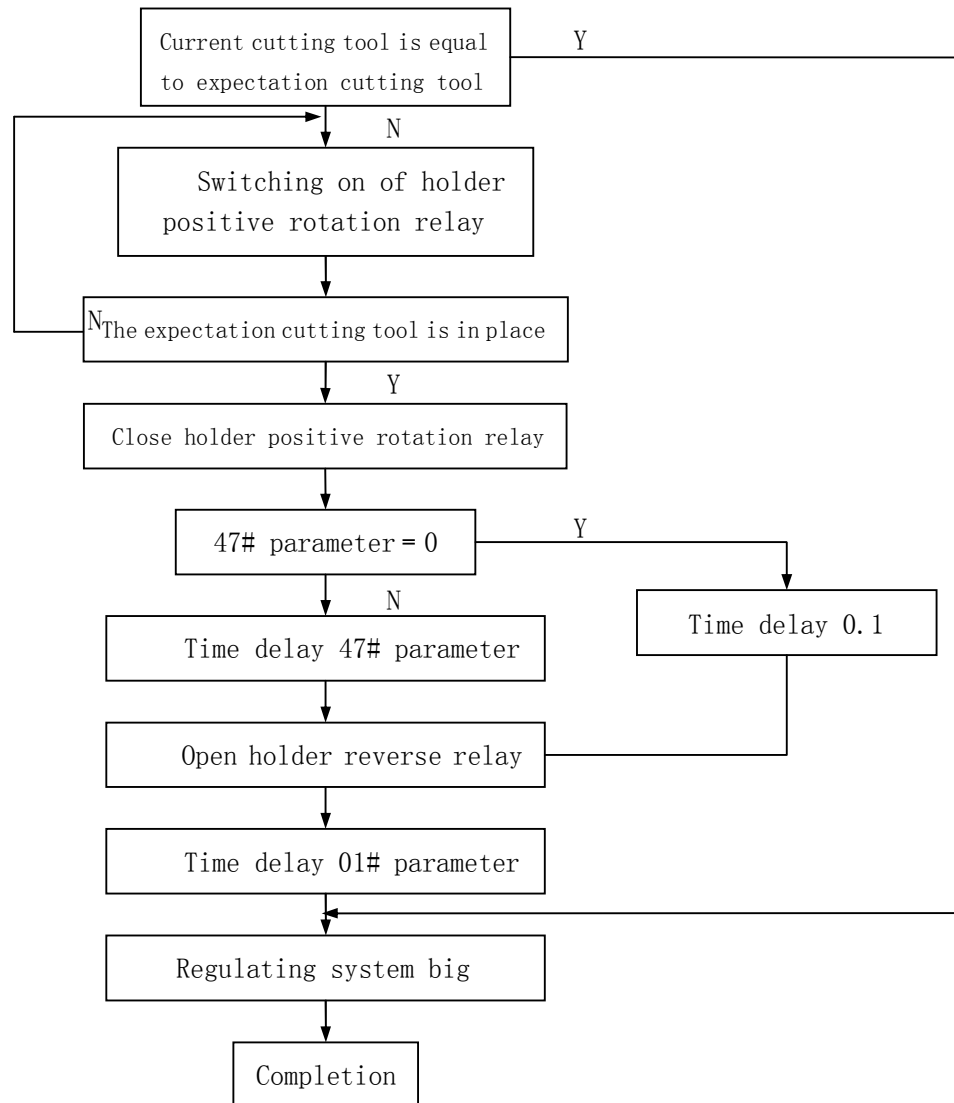 Current cutting tool is equal
to expectation cutting tool
Y
N
Switching on of holder
positive rotation relay
N
The expectation cutting tool is in place
Y
Close holder positive rotation relay
47# parameter = 0
Y
N
Time delay 0.1
Time delay 47# parameter
Open holder reverse relay
Time delay 01# parameter
Regulating system big
Completion